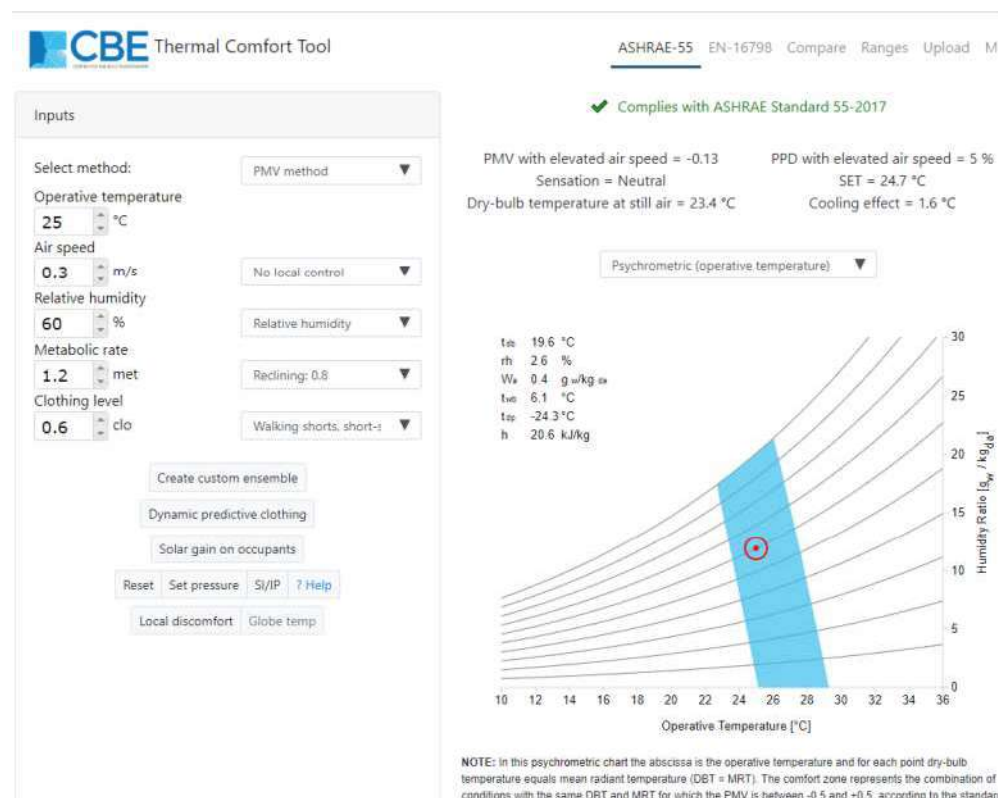 CBE Thermal Comfort Tool
ASHRAE-55 EN-16798 Compare Ranges Upload M
Inputs
Select method:
PMV method
Operative temperature
25 °C
Air speed
0.3 m/s
No local control
Relative humidity
60 %
Relative humidity
Metabolic rate
1.2 met
Reclining: 0.8
Clothing level
0.6 clo
Walking shorts, short-s
Create custom ensemble
Dynamic predictive clothing
Solar gain on occupants
Reset Set pressure SI/IP ? Help
Local discomfort Globe temp
Complies with ASHRAE Standard 55-2017
PMV with elevated air speed = -0.13 PPD with elevated air speed = 5 %
Sensation = Neutral SET = 24.7 °C
Dry-bulb temperature at still air = 23.4 °C Cooling effect = 1.6 °C
Psychrometric (operative temperature)
19.6 °C
rh 2.6 %
0.4
6.1 °C
-24.3 °C
h 20.6 kJ/kg
30
25
20
15
10
5
0
Humidity Ratio [gw / kgda]
10 12 14 16 18 20 22 24 26 28 30 32 34 36
Operative Temperature [°C]
NOTE: In this psychrometric chart the abscissa is the operative temperature and for each point dry-bulb
temperature equals mean radiant temperature (DBT = MRT). The comfort zone represents the combination of
conditions with the same DBT and MRT for which the PMV is between -0.5 and +0.5, according to the standard